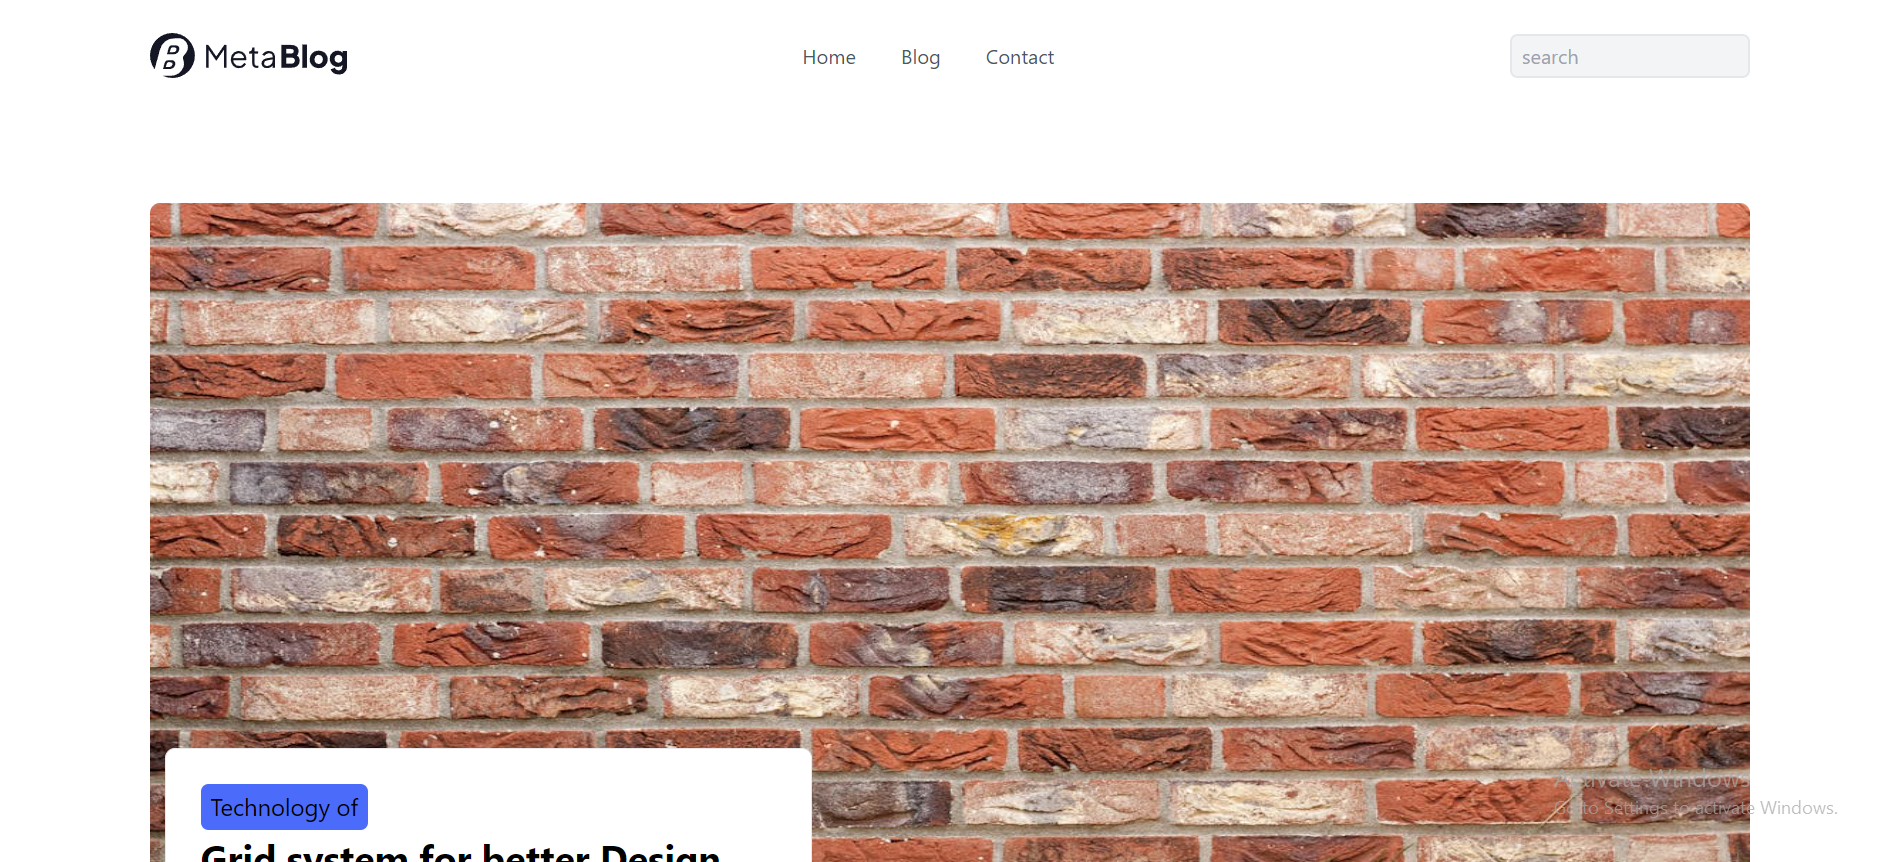 MetaBlog
Home Blog Contact
search
Technology of
Grid system for better Design
Activate Windows
Go to Settings to activate Windows.